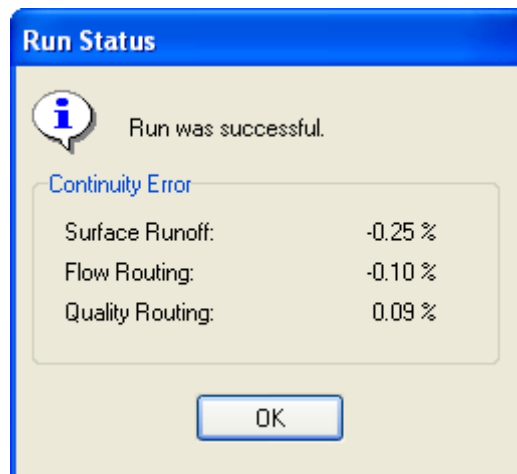 Run Status
Run was successful.
Continuity Error
Surface Runoff: -0.25 %
Flow Routing: -0.10 %
Quality Routing: 0.09 %
OK